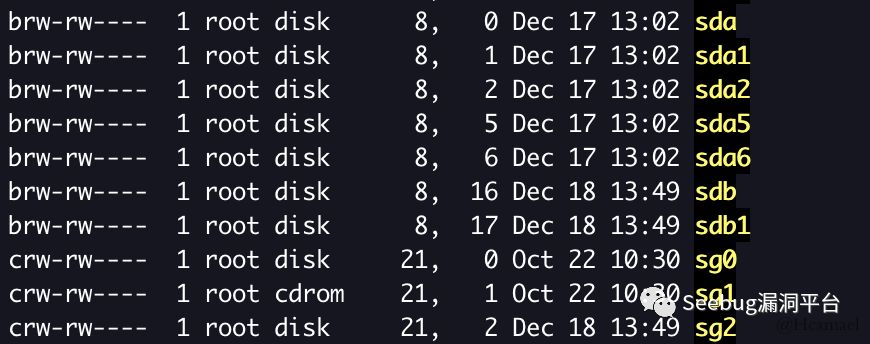 brw-rw---- 1 root disk 8, 0 Dec 17 13:02 sda
brw-rw---- 1 root disk 8, 1 Dec 17 13:02 sda1
brw-rw---- 1 root disk 8, 2 Dec 17 13:02 sda2
brw-rw---- 1 root disk 8, 5 Dec 17 13:02 sda5
brw-rw---- 1 root disk 8, 6 Dec 17 13:02 sda6
brw-rw---- 1 root disk 8, 16 Dec 18 13:49 sdb
brw-rw---- 1 root disk 8, 17 Dec 18 13:49 sdb1
crw-rw---- 1 root disk 21, 0 Oct 22 10:30 sg0
crw-rw---- 1 root cdrom 21, 1 Oct 22 10:30 sg1
Seebug漏洞平台
crw-rw---- 1 root disk 21, 2 Dec 18 13:49 sg2
@Hcamael